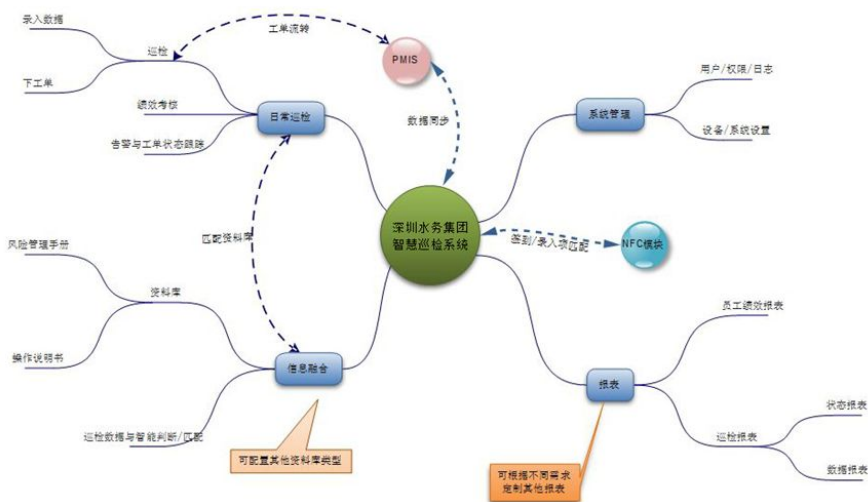 录入数据
工单流转
巡检
PMIS
用户/权限/日志
下工单
绩效考核
日常巡检
系统管理
数据同步
设备/系统设置
告警与工单状态跟踪
深圳水务集团
智慧巡检系统
匹配资料库
签到/录入项匹配
NFC模块
风险管理手册
资料库
员工绩效报表
操作说明书
信息融合
报表
状态报表
巡检数据与智能判断/匹配
巡检报表
可配置其他资料库类型
数据报表
可根据不同需求
定制其他报表